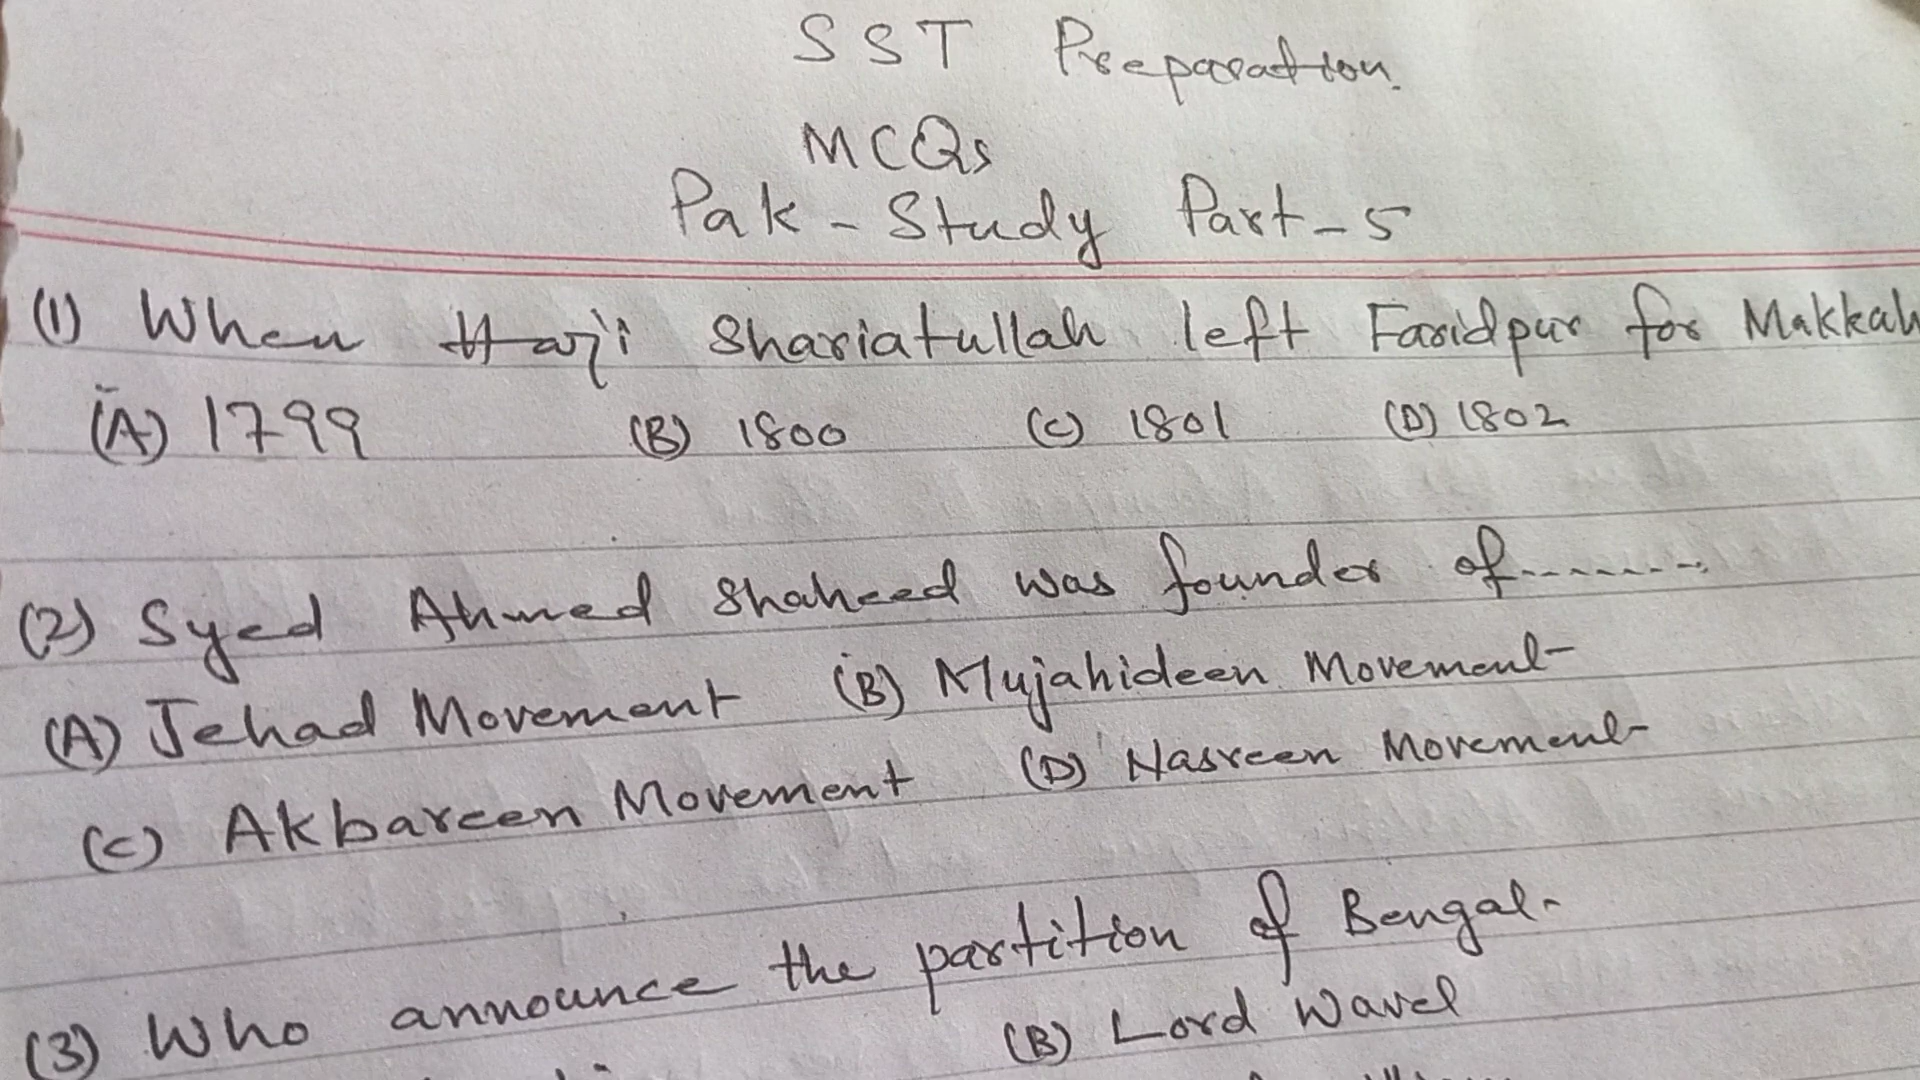 SST Preparation.
MCQs
Pak-Study Part-5
(1) When Haji Shariatullah left Faridpur for Makkah
(A) 1799 (B) 1800 (C) 1801 (D) 1802
(2) Syed Ahmed Shaheed was founder of........
(A) Jehad Movement (B) Mujahideen Movement
(C) Akbareen Movement (D) Nasreen Movement
(3) Who announce the partition of Bengal.
(B) Lord Wavel